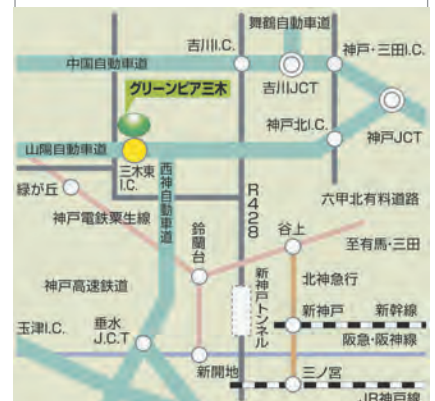 舞鶴自動車道
吉川I.C.
神戸・三田I.C.
中国自動車道
吉川JCT
グリーンピア三木
神戸北I.C.
神戸JCT
山陽自動車道
三木東
I.C.
緑が丘
西神自動車道
R428
六甲北有料道路
神戸電鉄粟生線
鈴蘭台
谷上
至有馬・三田
北神急行
神戸高速鉄道
新神戸トンネル
新神戸
新幹線
玉津I.C.
垂水
J.C.T
阪急・阪神線
新開地
三ノ宮
JR神戸線